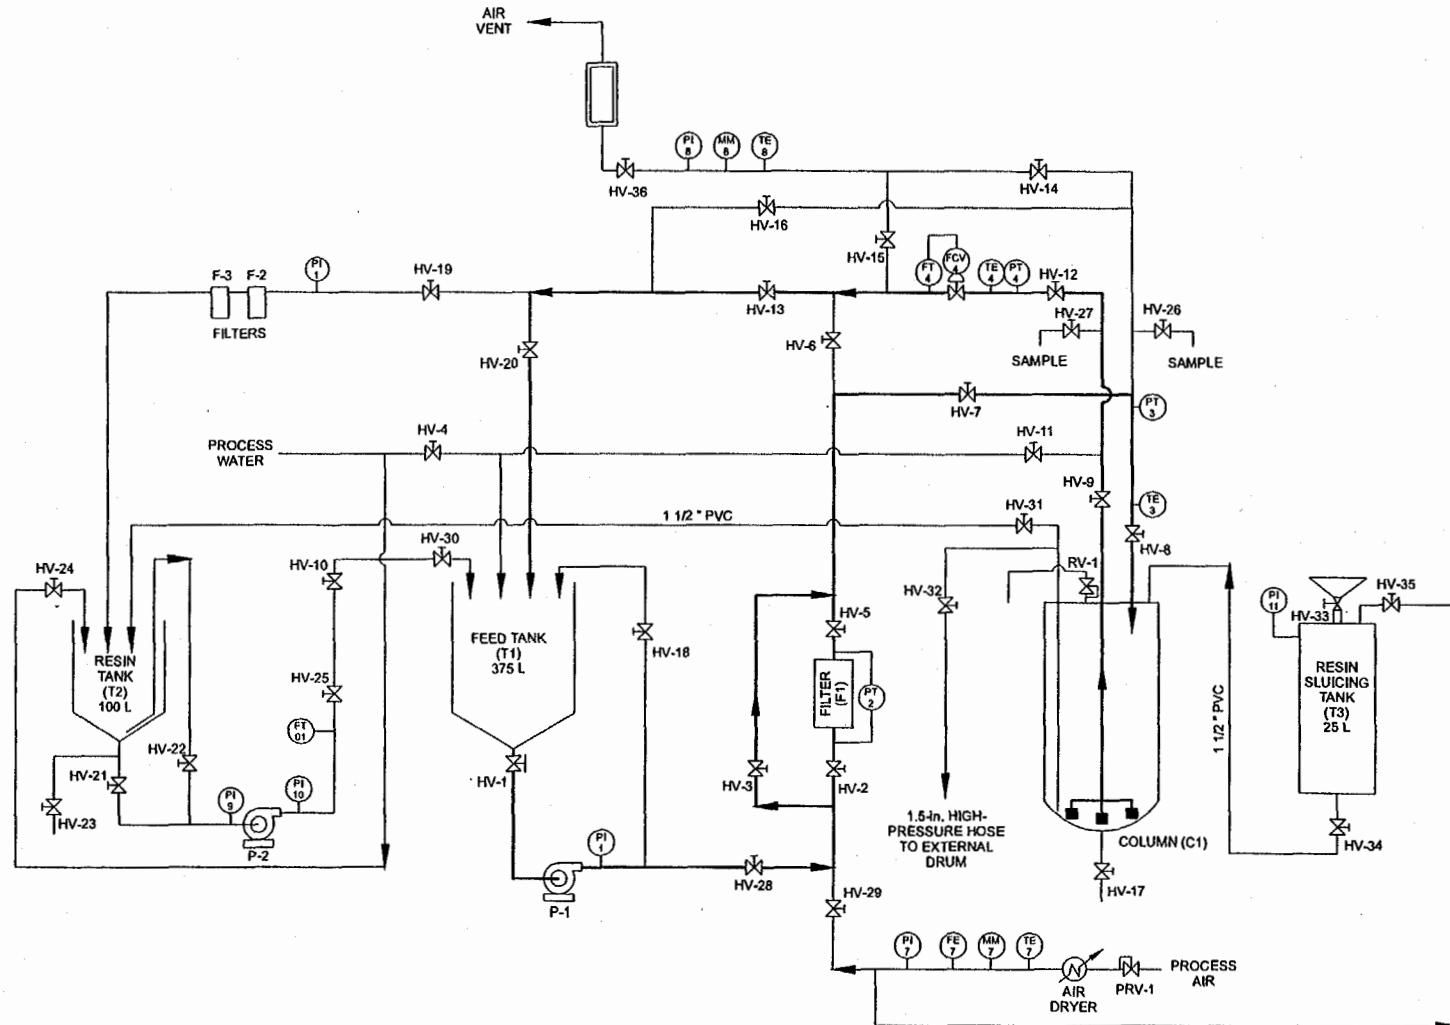 AIR
VENT
PI
8
MM
8
TE
8
HV-36
HV-14
HV-16
HV-15
F-3
F-2
PI
1
HV-19
FT
4
FCV
4
TE
4
PT
4
HV-12
FILTERS
HV-13
HV-27
HV-26
HV-20
HV-6
SAMPLE
SAMPLE
HV-7
PT
3
HV-4
HV-11
PROCESS
WATER
HV-9
TE
3
1 1/2 " PVC
HV-31
HV-8
HV-24
HV-10
HV-30
RV-1
HV-32
PI
11
HV-33
HV-35
HV-5
RESIN
TANK
(T2)
100 L
FEED TANK
(T1)
375 L
HV-18
RESIN
SLUICING
TANK
(T3)
25 L
HV-25
FILTER
(F1)
PT
2
1 1/2" PVC
FT
01
HV-22
HV-21
HV-1
HV-3
HV-2
PI
9
PI
10
HV-23
P-2
1.5-in. HIGH-
PRESSURE HOSE
TO EXTERNAL
DRUM
COLUMN (C1)
HV-34
PI
1
HV-28
HV-17
P-1
HV-29
PI
7
FE
7
MM
7
TE
7
AIR
DRYER
PRV-1
PROCESS
AIR